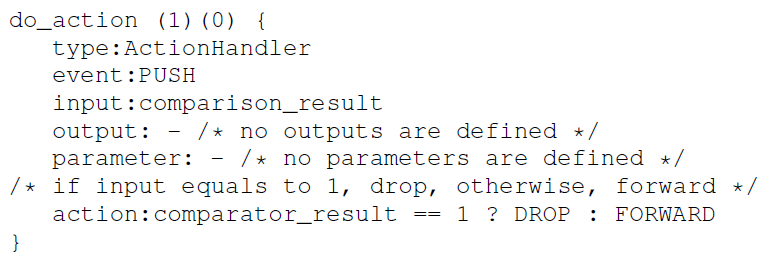 do_action (1)(0) {
type:ActionHandler
event:PUSH
input:comparison_result
output: - /* no outputs are defined */
parameter: - /* no parameters are defined */
/* if input equals to 1, drop, otherwise, forward */
action:comparator_result == 1 ? DROP : FORWARD
}